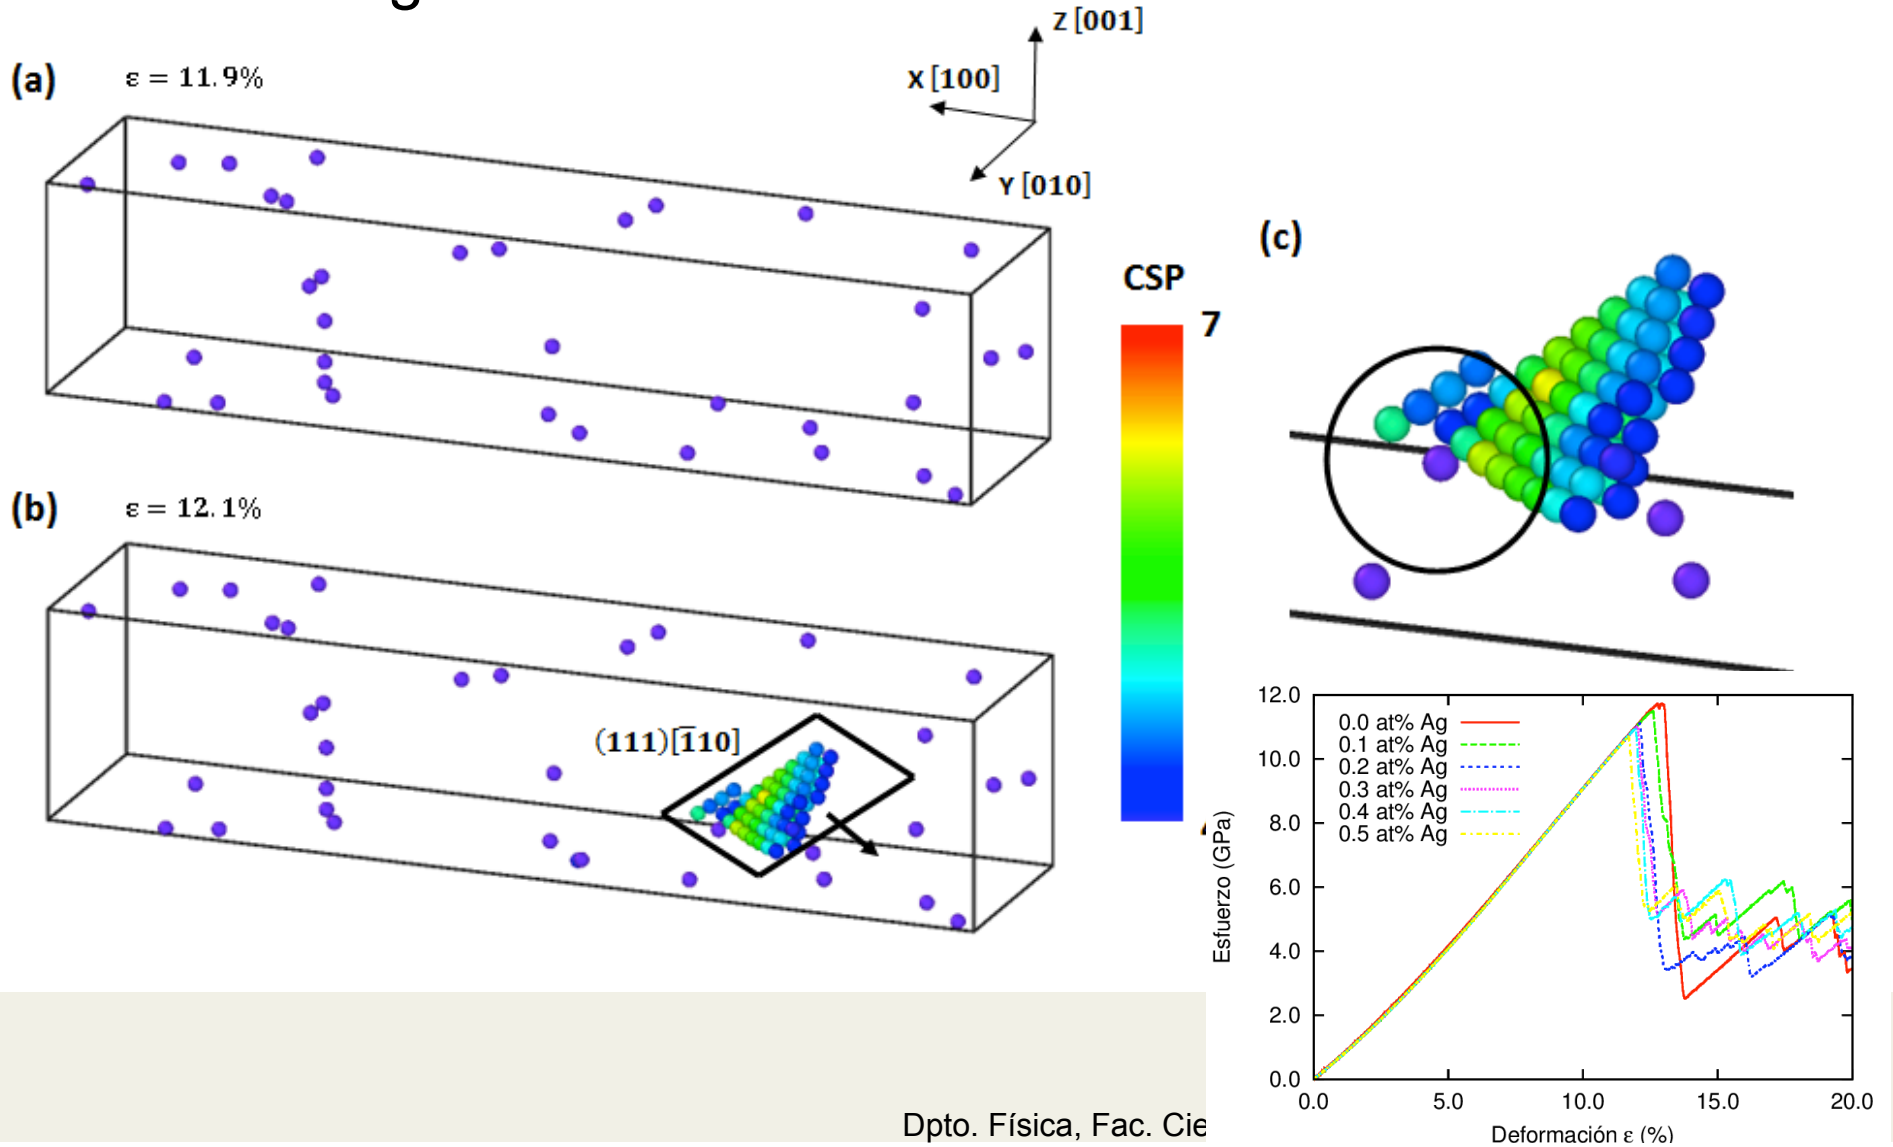 (a)
ε = 11.9%
Z [001]
X [100]
Y [010]
(b)
ε = 12.1%
(111)[1̅10]
CSP
7
(c)
12.0
10.0
8.0
6.0
4.0
2.0
0.0
Esfuerzo (GPa)
0.0 at% Ag
0.1 at% Ag
0.2 at% Ag
0.3 at% Ag
0.4 at% Ag
0.5 at% Ag
0.0 5.0 10.0 15.0 20.0
Deformación ε (%)
Dpto. Física, Fac. Cie